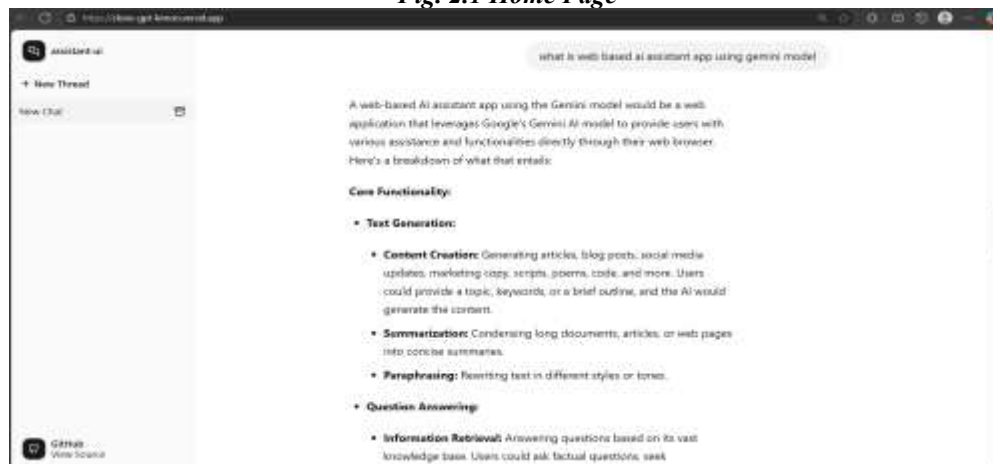 Fig. 2.1 Home Page
assistant-ui
+ New Thread
New Chat
what is web based ai assistant app using gemini model
A web-based AI assistant app using the Gemini model would be a web
application that leverages Google's Gemini AI model to provide users with
various assistance and functionalities directly through their web browser.
Here's a breakdown of what that entails:
Core Functionality:
• Text Generation:
• Content Creation: Generating articles, blog posts, social media
updates, marketing copy, scripts, poems, code, and more. Users
could provide a topic, keywords, or a brief outline, and the AI would
generate the content.
• Summarization: Condensing long documents, articles, or web pages
into concise summaries.
• Paraphrasing: Rewriting text in different styles or tones.
• Question Answering:
• Information Retrieval: Answering questions based on its vast
knowledge base. Users could ask factual questions, seek
GitHub
View Source